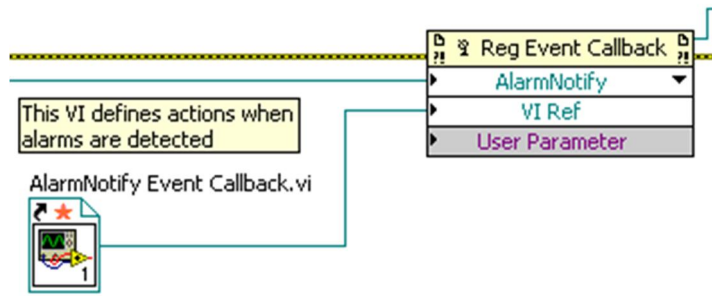 Reg Event Callback
AlarmNotify
VI Ref
User Parameter
This VI defines actions when
alarms are detected
AlarmNotify Event Callback.vi
1